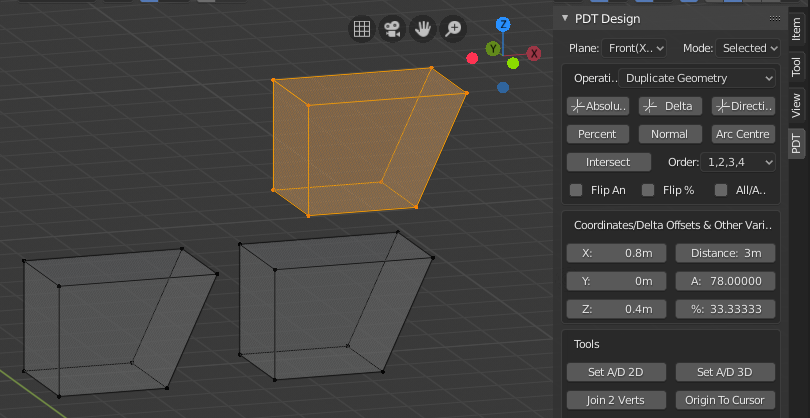 Z
Y
X
PDT Design
Plane: Front(X.. Mode: Selected
Operati.. Duplicate Geometry
Absolu.. Delta Directi..
Percent Normal Arc Centre
Intersect Order: 1,2,3,4
Flip An Flip % All/A..
Coordinates/Delta Offsets & Other Vari..
X: 0.8m Distance: 3m
Y: 0m A: 78.00000
Z: 0.4m %: 33.33333
Tools
Set A/D 2D Set A/D 3D
Join 2 Verts Origin To Cursor
Item
Tool
View
PDT